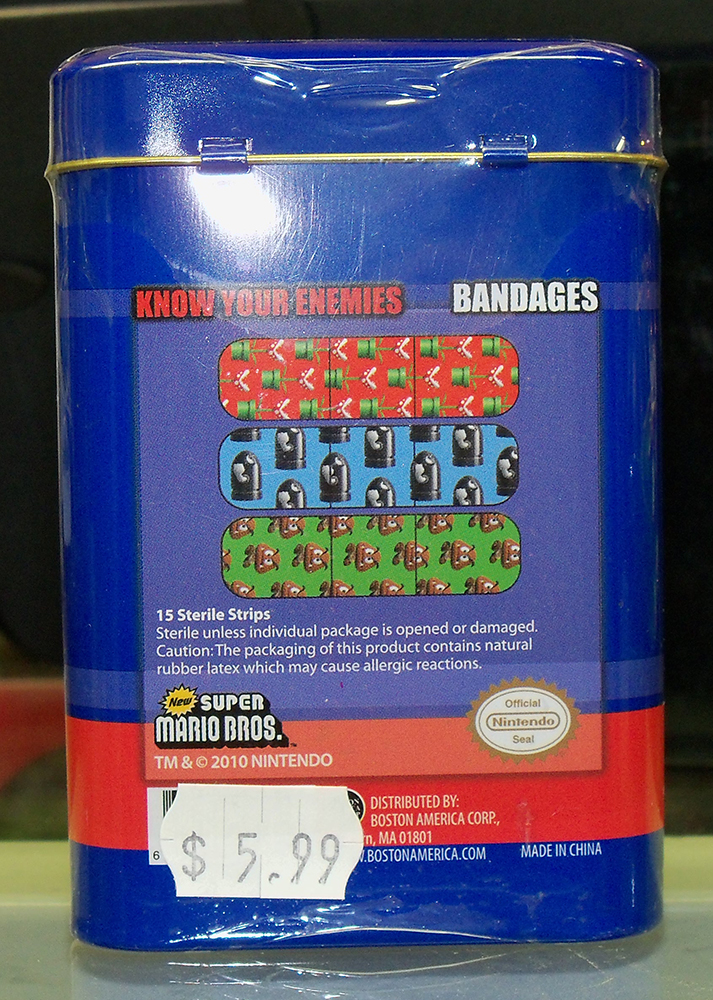 KNOW YOUR ENEMIES BANDAGES
15 Sterile Strips
Sterile unless individual package is opened or damaged.
Caution: The packaging of this product contains natural
rubber latex which may cause allergic reactions.
New SUPER
MARIO BROS.™
Official
Nintendo
Seal
TM & © 2010 NINTENDO
DISTRIBUTED BY:
BOSTON AMERICA CORP.,
MA 01801
.BOSTONAMERICA.COM MADE IN CHINA
6
$ 5.99